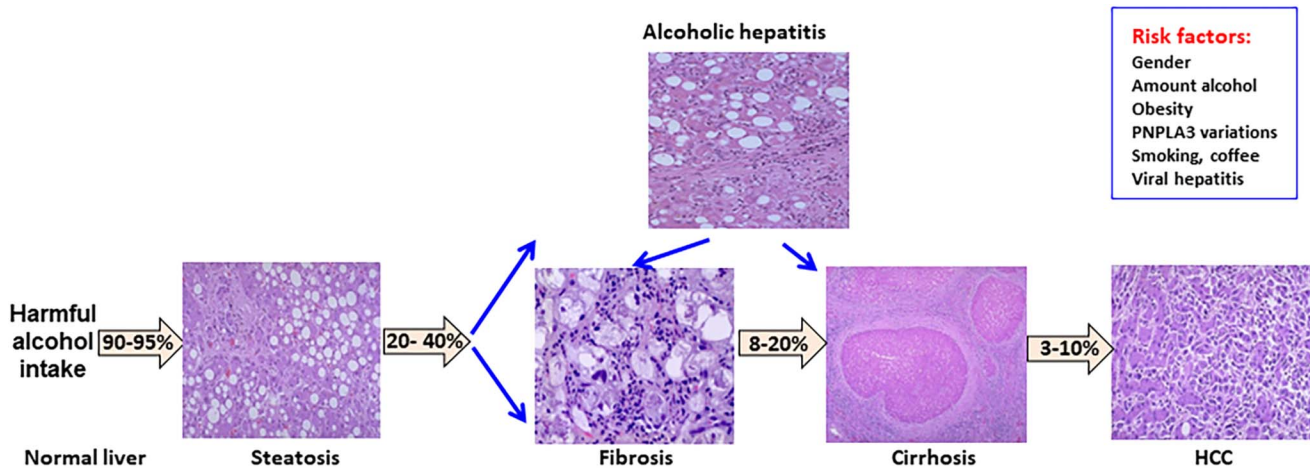 Alcoholic hepatitis
Risk factors:
Gender
Amount alcohol
Obesity
PNPLA3 variations
Smoking, coffee
Viral hepatitis
Harmful
alcohol
intake
90-95%
20- 40%
8-20%
3-10%
Normal liver
Steatosis
Fibrosis
Cirrhosis
HCC